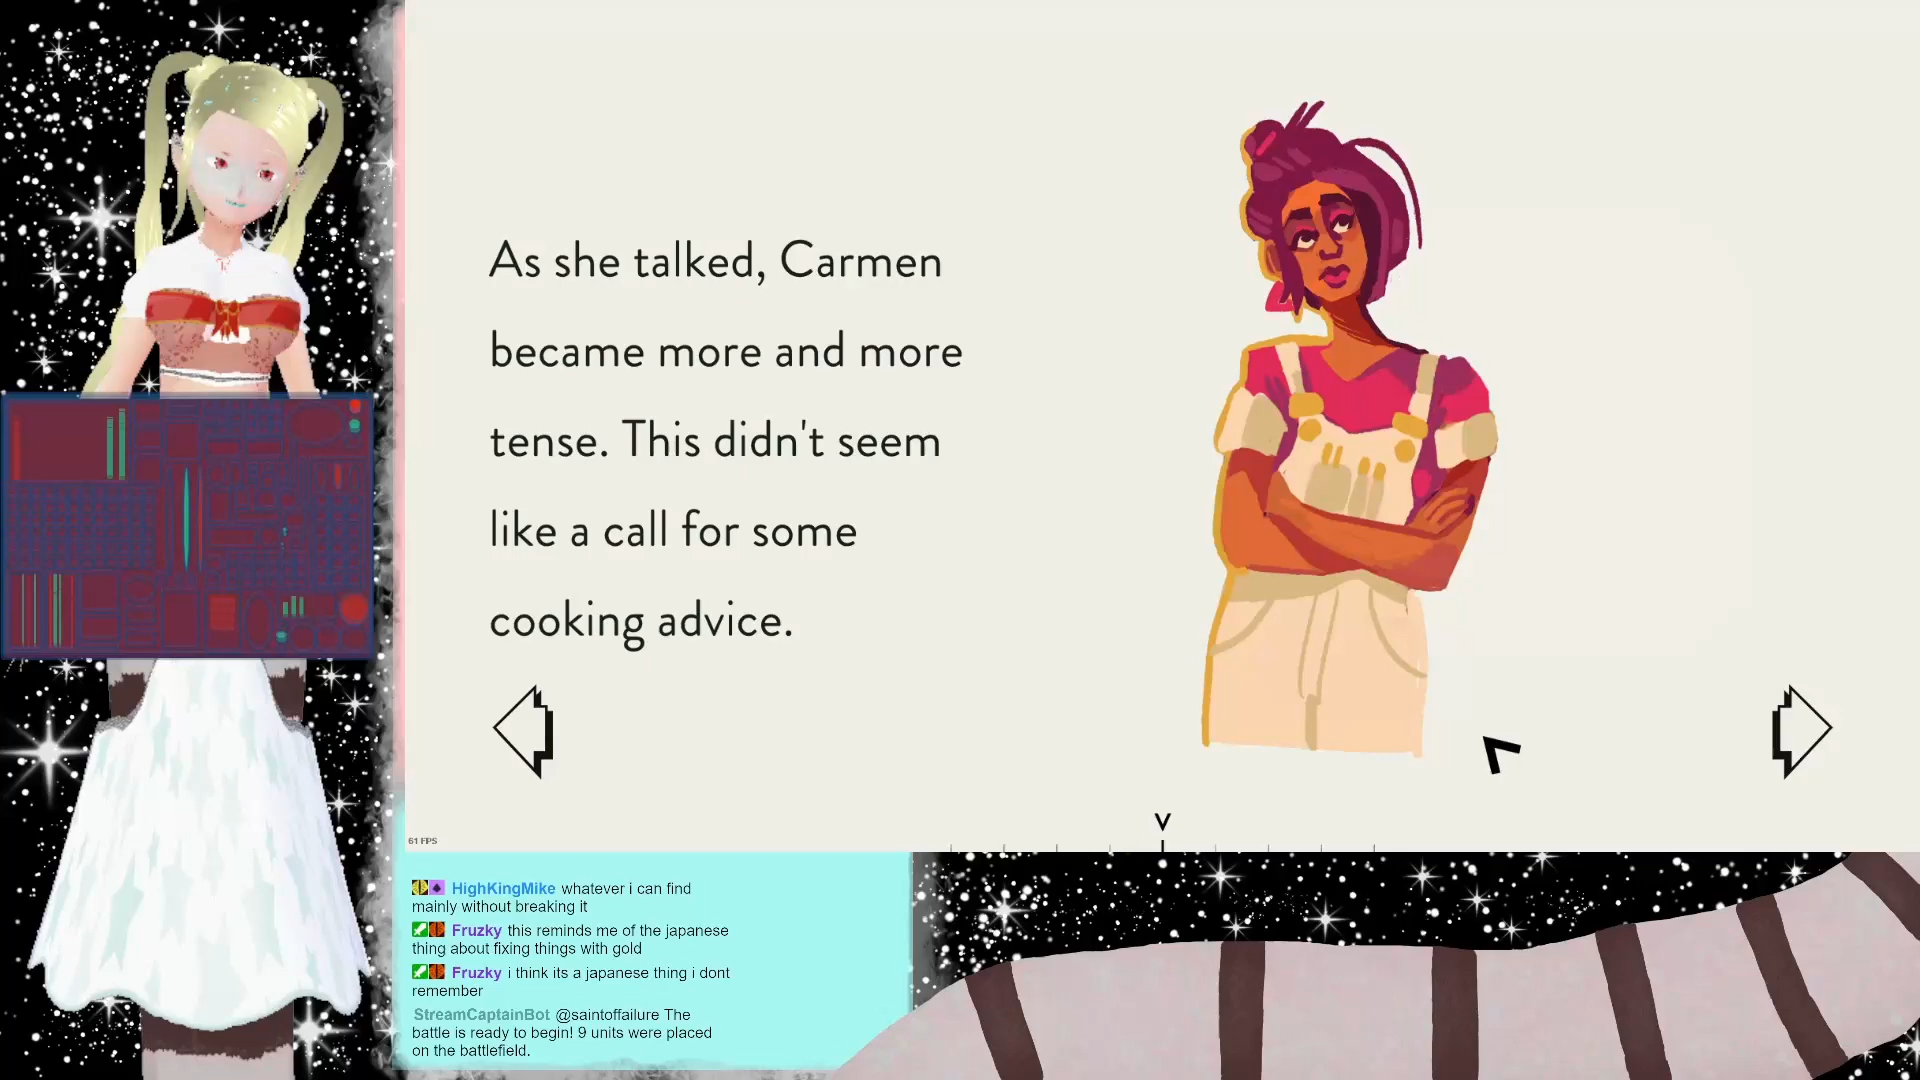 As she talked, Carmen
became more and more
tense. This didn't seem
like a call for some
cooking advice.
61 FPS
HighKingMike whatever i can find
mainly without breaking it
Fruzky this reminds me of the japanese
thing about fixing things with gold
Fruzky i think its a japanese thing i dont
remember
StreamCaptainBot @saintoffailure The
battle is ready to begin! 9 units were placed
on the battlefield.